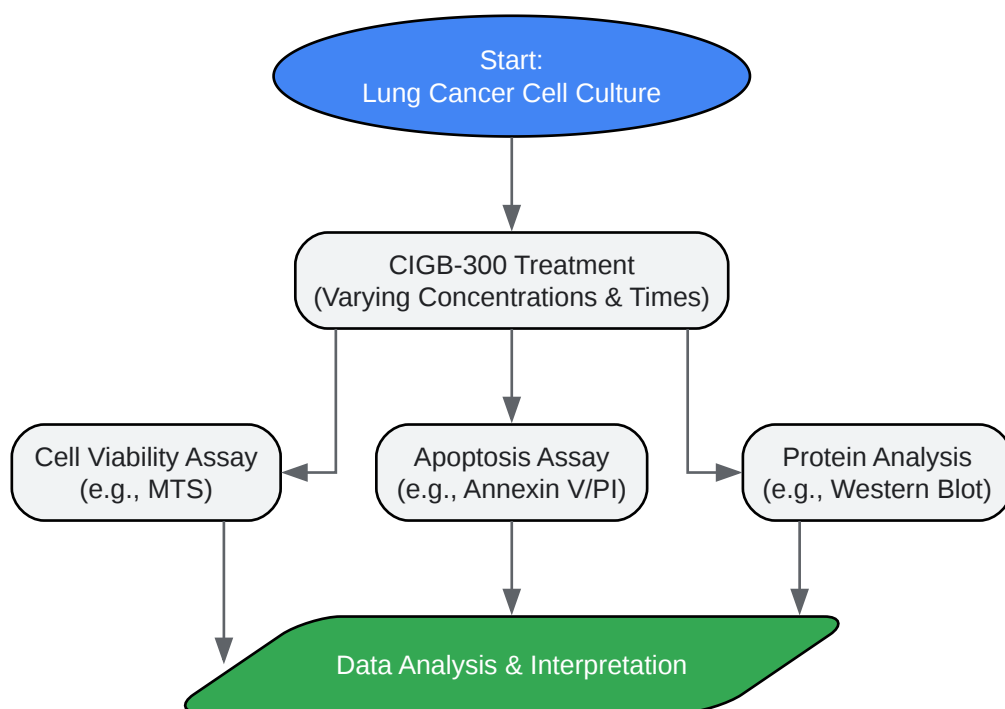 Start:
Lung Cancer Cell Culture
CIGB-300 Treatment
(Varying Concentrations & Times)
Cell Viability Assay
(e.g., MTS)
Apoptosis Assay
(e.g., Annexin V/PI)
Protein Analysis
(e.g., Western Blot)
Data Analysis & Interpretation